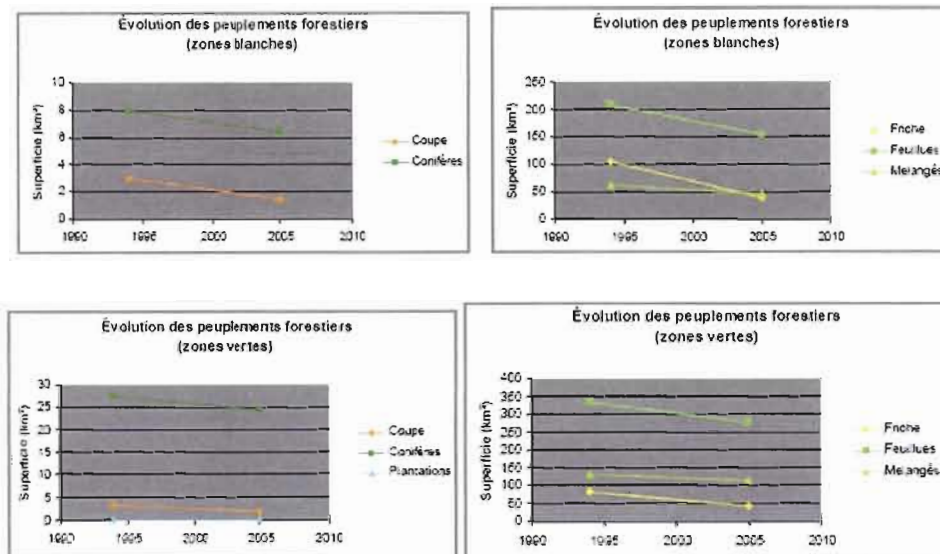 Évolution des peuplements forestiers
(zones blanches)
Superficie (km²)
10
8
6
4
2
0
1990 1995 2000 2005 2010
Coupe
Conifères
Évolution des peuplements forestiers
(zones blanches)
Superficie (km²)
250
200
150
100
50
0
1990 1995 2000 2005 2010
Friche
Feuillues
Mélangés
Évolution des peuplements forestiers
(zones vertes)
Superficie (km²)
30
25
20
15
10
5
0
1990 1995 2000 2005 2010
Coupe
Conifères
Plantations
Évolution des peuplements forestiers
(zones vertes)
Superficie (km²)
400
350
300
250
200
150
100
50
0
1990 1995 2000 2005 2010
Friche
Feuillues
Mélangés